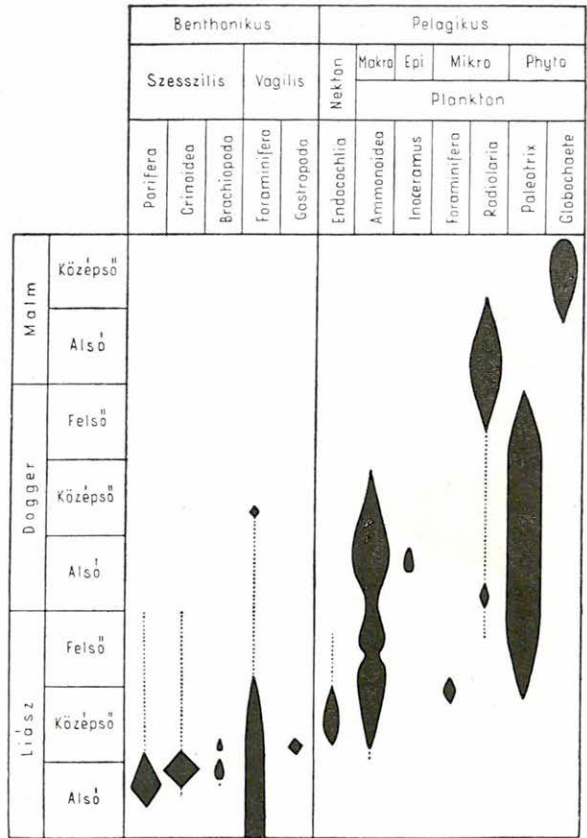 Benthonikus
Pelagikus
Szesszilis
Vagilis
Nekton
Makro
Epi
Mikro
Phyto
Plankton
Porifera
Crinoidea
Brachiopoda
Foraminifera
Gastropoda
Endocochlia
Ammonoidea
Inoceramus
Foraminifera
Radiolaria
Paleotrix
Globochaete
Malm
Középső
Alsó
Dogger
Felső
Középső
Alsó
Liász
Felső
Középső
Alsó